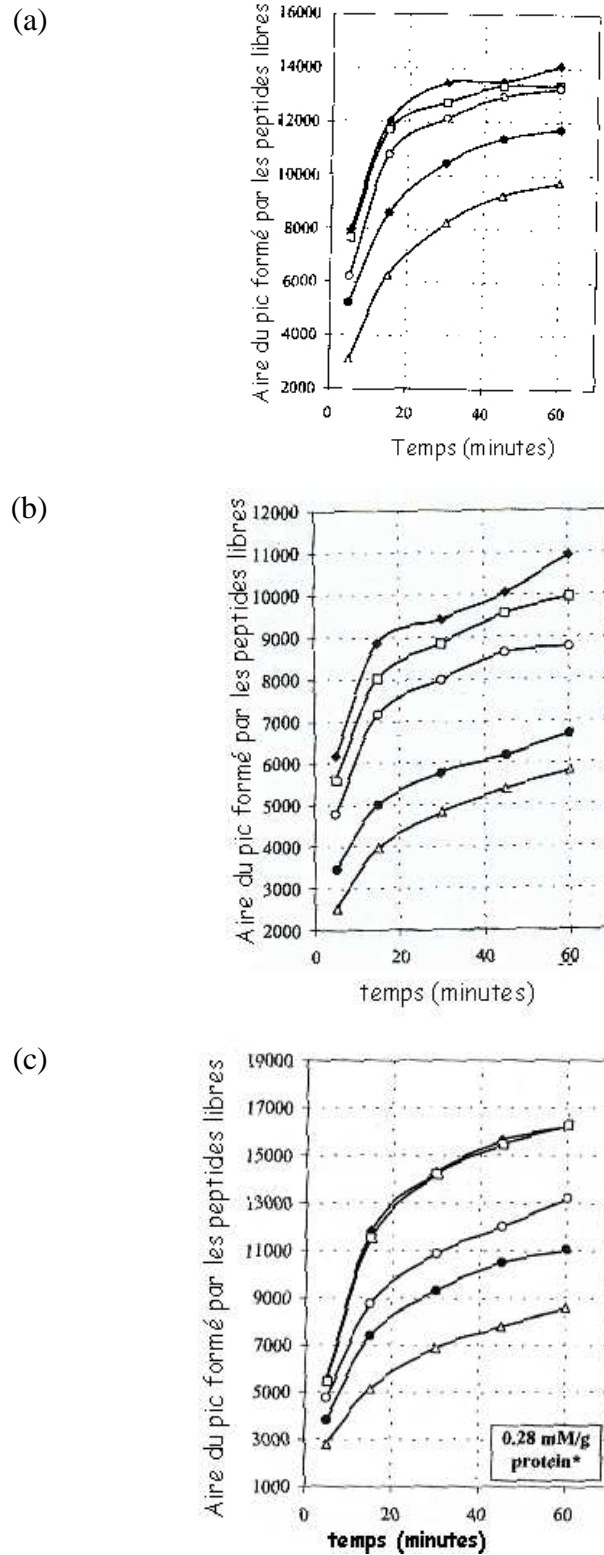 (a)
Aire du pic formé par les peptides libres
16000
14000
12000
10000
8000
6000
4000
2000
0 20 40 60
Temps (minutes)
(b)
Aire du pic formé par les peptides libres
12000
11000
10000
9000
8000
7000
6000
5000
4000
3000
2000
0 20 40 60
temps (minutes)
(c)
Aire du pic formé par les peptides libres
19000
17000
15000
13000
11000
9000
7000
5000
3000
1000
0.28 mM/g
protein*
0 20 40 60
temps (minutes)